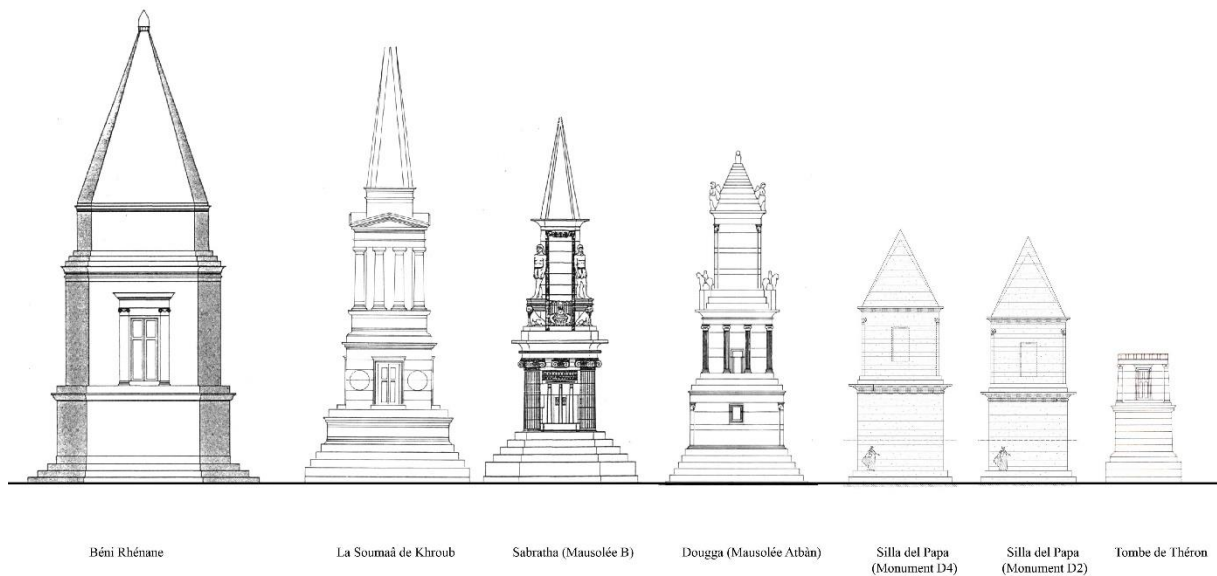 Béni Rhénane
La Soumaâ de Khroub
Sabratha (Mausolée B)
Dougga (Mausolée Atbàn)
Silla del Papa
(Monument D4)
Silla del Papa
(Monument D2)
Tombe de Théron